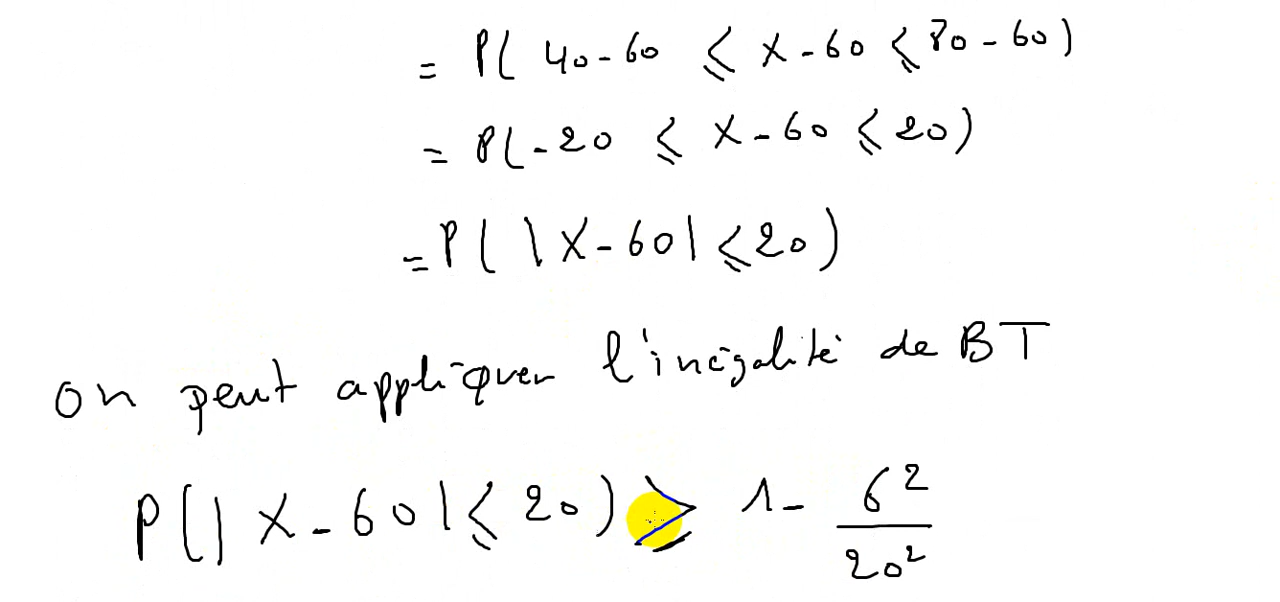 = P( 40-60 ⩽ X-60 ⩽ 80-60)
= P(-20 ⩽ X-60 ⩽ 20)
= P( |X-60| ⩽ 20)
on peut appliquer l'inégalité de BT
P(|X-60| ⩽ 20) ⩾ 1- 6²/20²